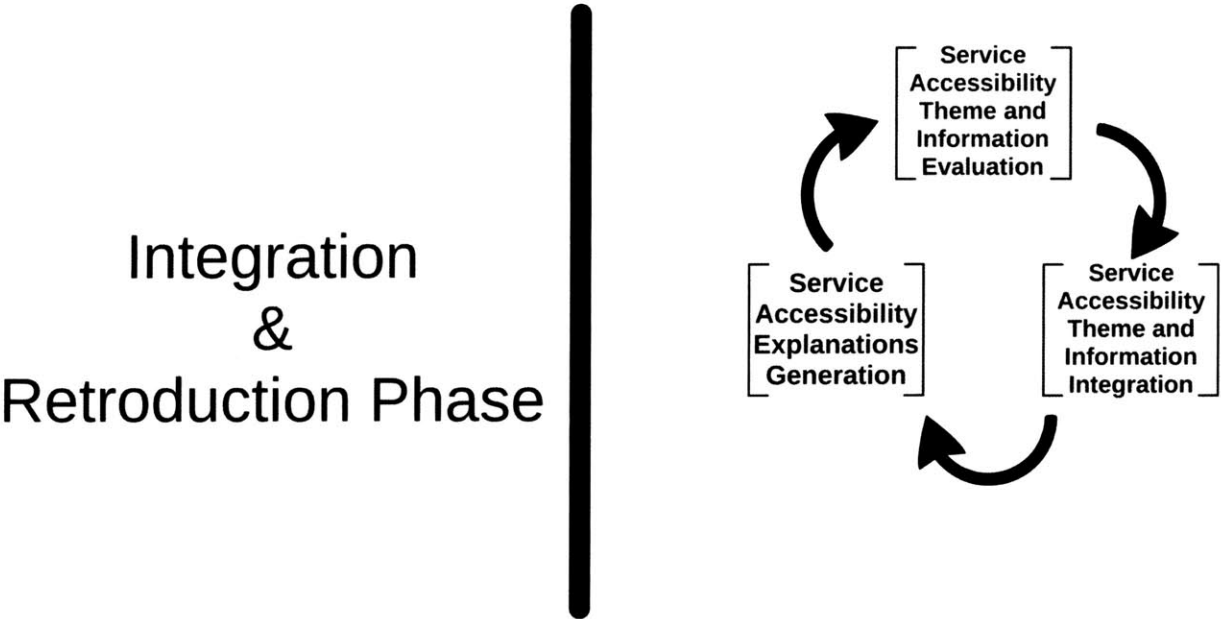 Integration
&
Retroduction Phase
Service
Accessibility
Theme and
Information
Evaluation
Service
Accessibility
Theme and
Information
Integration
Service
Accessibility
Explanations
Generation